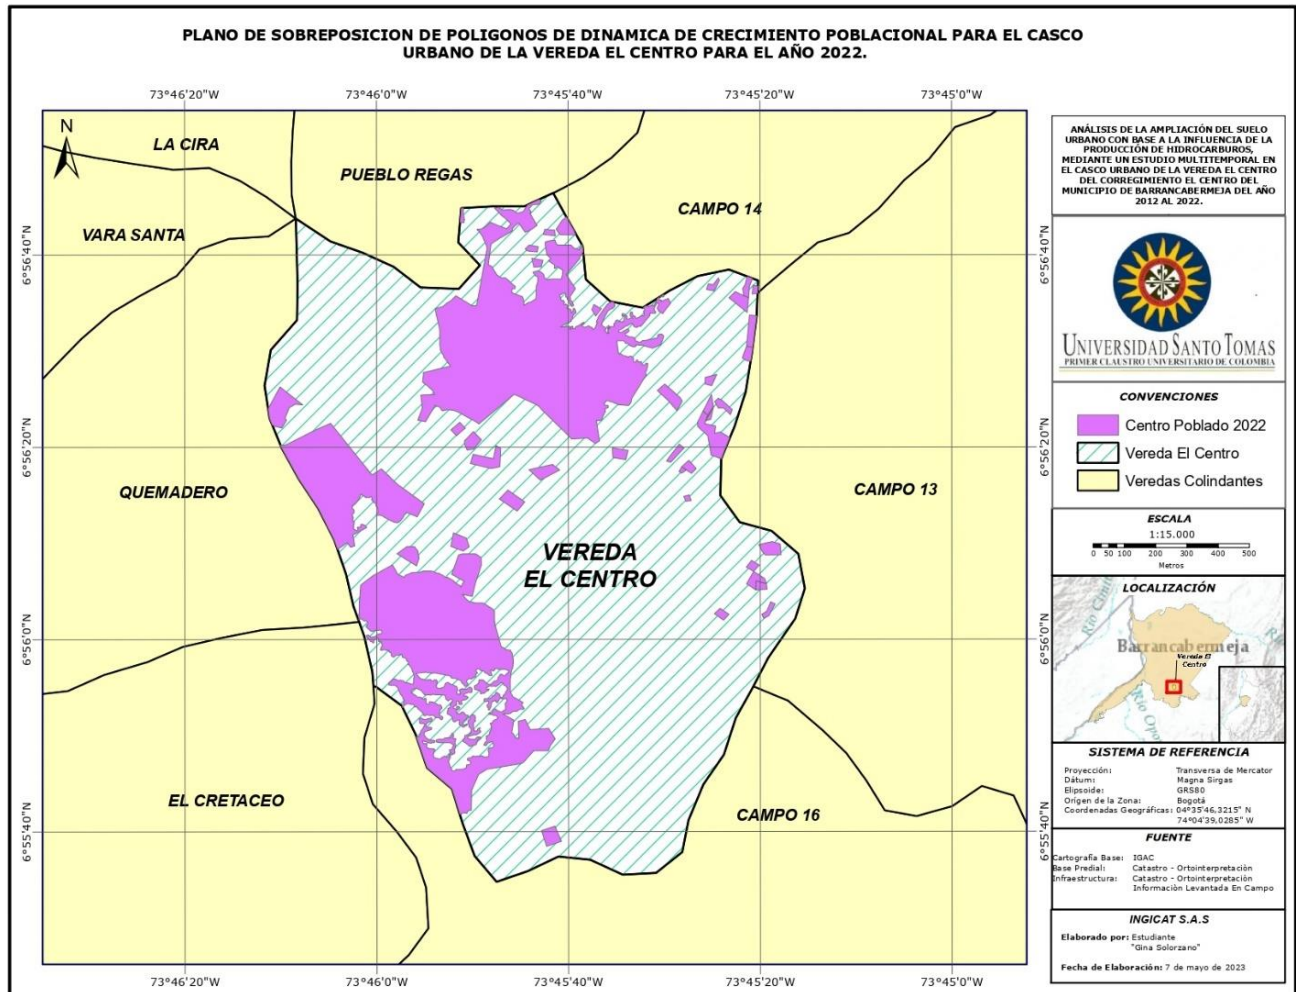 PLANO DE SOBREPOSICION DE POLIGONOS DE DINAMICA DE CRECIMIENTO POBLACIONAL PARA EL CASCO
URBANO DE LA VEREDA EL CENTRO PARA EL AÑO 2022.
73°46'20"W 73°46'0"W 73°45'40"W 73°45'20"W 73°45'0"W
N
LA CIRA
PUEBLO REGAS
CAMPO 14
VARA SANTA
6°56'40"N 6°56'40"N
6°56'20"N 6°56'20"N
QUEMADERO
CAMPO 13
VEREDA
EL CENTRO
6°56'0"N 6°56'0"N
EL CRETACEO
CAMPO 16
6°55'40"N 6°55'40"N
73°46'20"W 73°46'0"W 73°45'40"W 73°45'20"W 73°45'0"W
ANÁLISIS DE LA AMPLIACIÓN DEL SUELO
URBANO CON BASE A LA INFLUENCIA DE LA
PRODUCCIÓN DE HIDROCARBUROS,
MEDIANTE UN ESTUDIO MULTITEMPORAL EN
EL CASCO URBANO DE LA VEREDA EL CENTRO
DEL CORREGIMIENTO EL CENTRO DEL
MUNICIPIO DE BARRANCABERMEJA DEL AÑO
2012 AL 2022.
UNIVERSIDAD SANTO TOMAS
PRIMER CLAUSTRO UNIVERSITARIO DE COLOMBIA
CONVENCIONES
Centro Poblado 2022
Vereda El Centro
Veredas Colindantes
ESCALA
1:15.000
0 50 100 200 300 400 500
Metros
LOCALIZACIÓN
Barrancabermeja
Vereda El
Centro
Río Opo
SISTEMA DE REFERENCIA
Proyección: Transversa de Mercator
Dátum: Magna Sirgas
Elipsoide: GRS80
Origen de la Zona: Bogotá
Coordenadas Geográficas: 04°35'46,3215" N
74°04'39,0285" W
FUENTE
Cartografía Base: IGAC
Base Predial: Catastro - Ortointerpretación
Infraestructura: Catastro - Ortointerpretación
Información Levantada En Campo
INGICAT S.A.S
Elaborado por: Estudiante
"Gina Solorzano"
Fecha de Elaboración: 7 de mayo de 2023